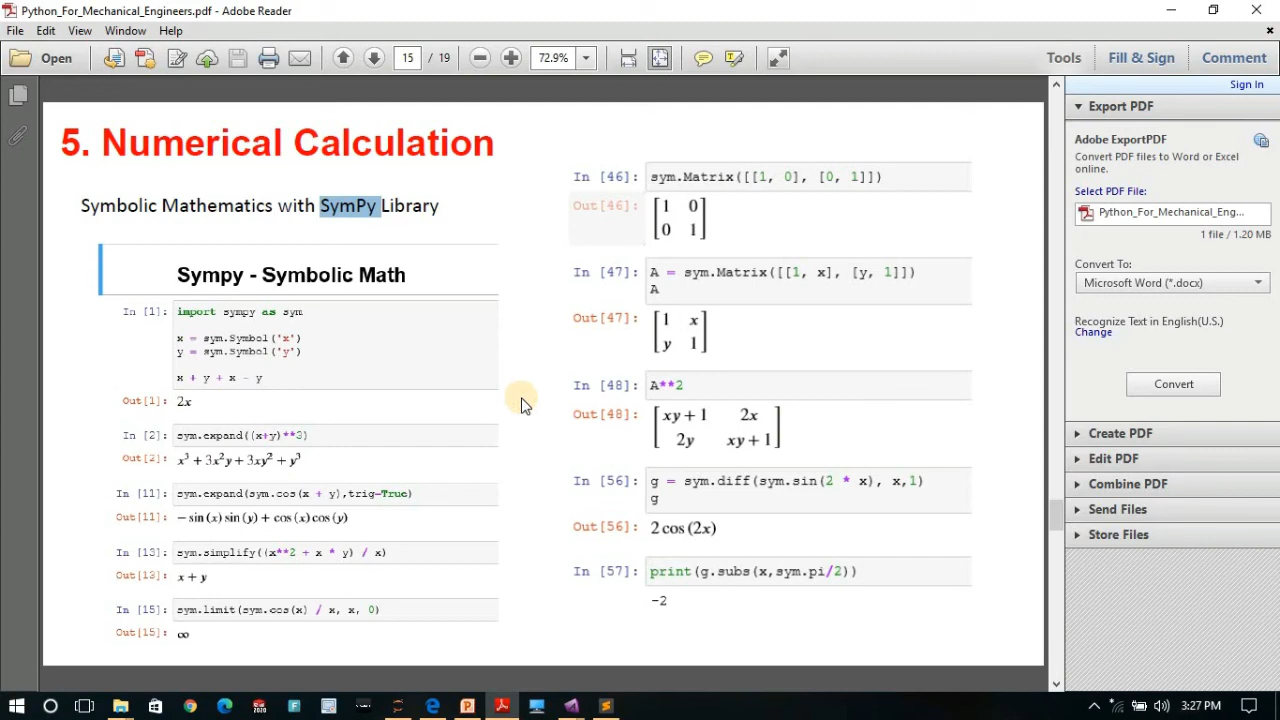 Python_For_Mechanical_Engineers.pdf - Adobe Reader
File Edit View Window Help
Open 15 / 19 72.9% Tools Fill & Sign Comment
Sign In
5. Numerical Calculation
Symbolic Mathematics with SymPy Library
Sympy - Symbolic Math
In [1]: import sympy as sym
x = sym.Symbol('x')
y = sym.Symbol('y')
x + y + x - y
Out[1]: 2x
In [2]: sym.expand((x+y)**3)
Out[2]: x³ + 3x²y + 3xy² + y³
In [11]: sym.expand(sym.cos(x + y),trig=True)
Out[11]: − sin (x) sin (y) + cos (x) cos (y)
In [13]: sym.simplify((x**2 + x * y) / x)
Out[13]: x + y
In [15]: sym.limit(sym.cos(x) / x, x, 0)
Out[15]: ∞
In [46]: sym.Matrix([[1, 0], [0, 1]])
Out[46]: 1 0
0 1
In [47]: A = sym.Matrix([[1, x], [y, 1]])
A
Out[47]: 1 x
y 1
In [48]: A**2
Out[48]: xy + 1 2x
2y xy + 1
In [56]: g = sym.diff(sym.sin(2 * x), x,1)
g
Out[56]: 2 cos (2x)
In [57]: print(g.subs(x,sym.pi/2))
-2
Export PDF
Adobe ExportPDF
Convert PDF files to Word or Excel
online.
Select PDF File:
Python_For_Mechanical_Eng...
1 file / 1.20 MB
Convert To:
Microsoft Word (*.docx)
Recognize Text in English(U.S.)
Change
Convert
Create PDF
Edit PDF
Combine PDF
Send Files
Store Files
3:27 PM